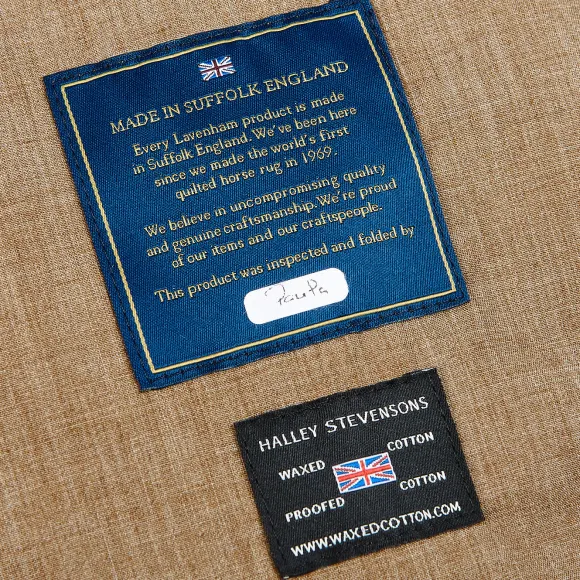 MADE IN SUFFOLK ENGLAND
Every Lavenham product is made
in Suffolk England. We've been here
since we made the world's first
quilted horse rug in 1969.
We believe in uncompromising quality
and genuine craftsmanship. We're proud
of our items and our craftspeople.
This product was inspected and folded by
HALLEY STEVENSONS
WAXED COTTON
PROOFED COTTON
WWW.WAXEDCOTTON.COM